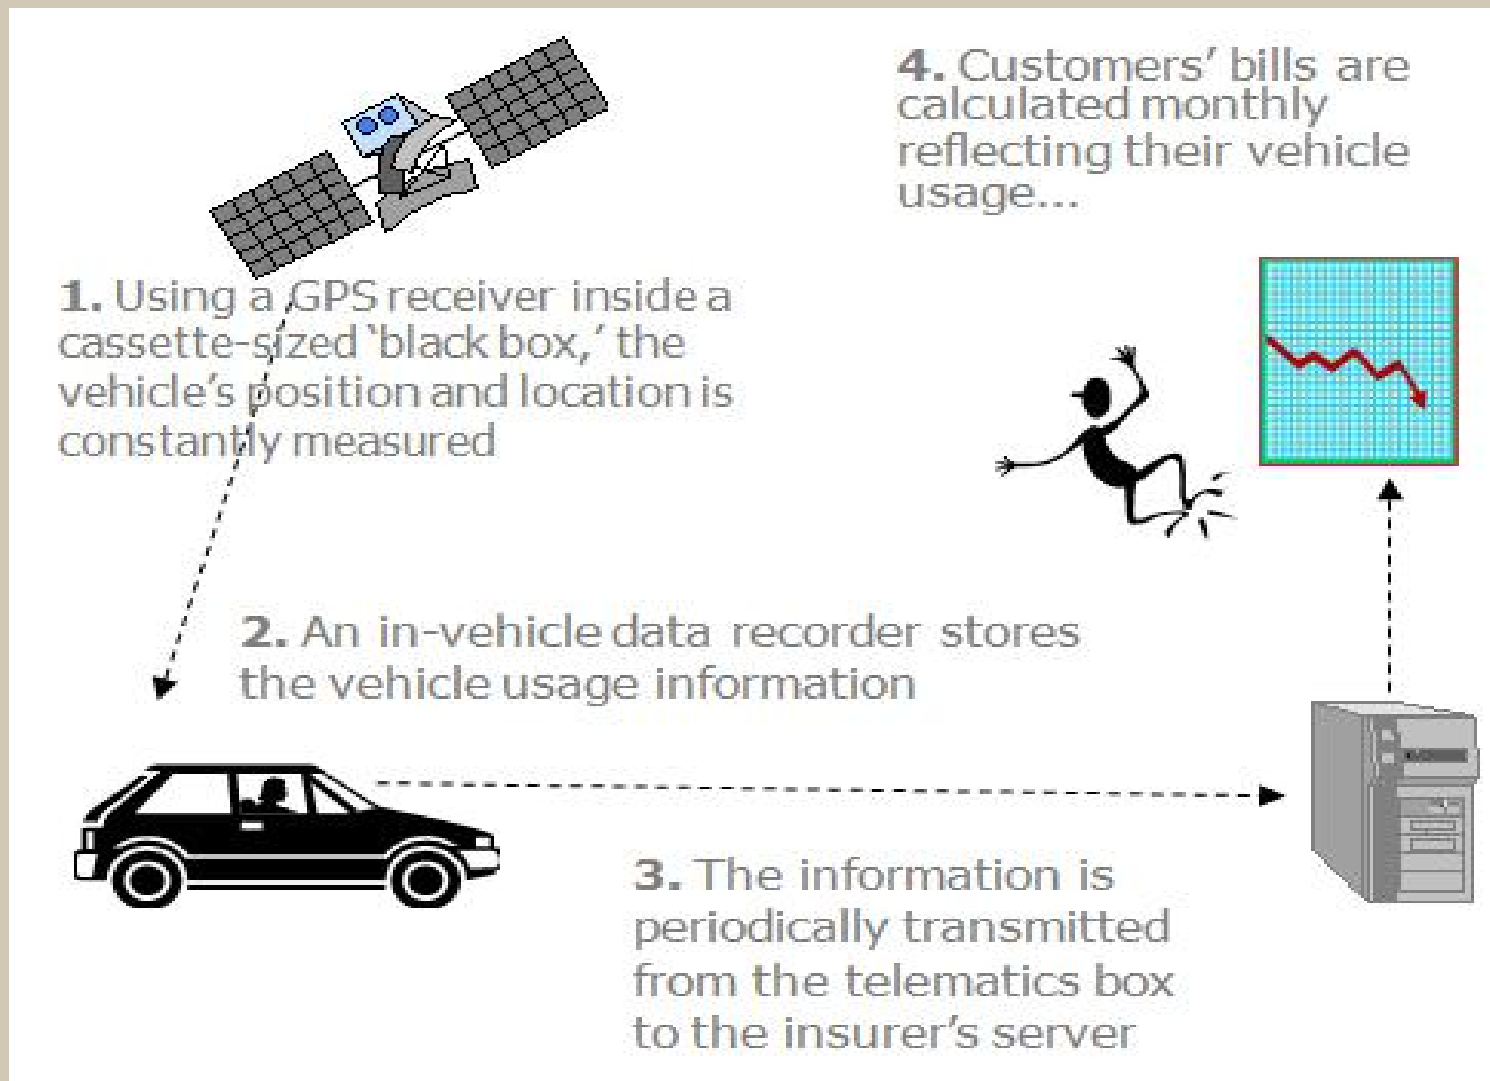 1. Using a GPS receiver inside a
cassette-sized ‘black box,’ the
vehicle’s position and location is
constantly measured
2. An in-vehicle data recorder stores
the vehicle usage information
3. The information is
periodically transmitted
from the telematics box
to the insurer’s server
4. Customers’ bills are
calculated monthly
reflecting their vehicle
usage...